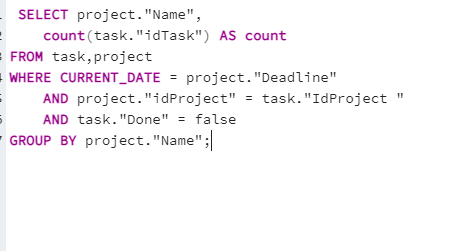 SELECT project."Name",
count(task."idTask") AS count
FROM task,project
WHERE CURRENT_DATE = project."Deadline"
AND project."idProject" = task."IdProject "
AND task."Done" = false
GROUP BY project."Name";